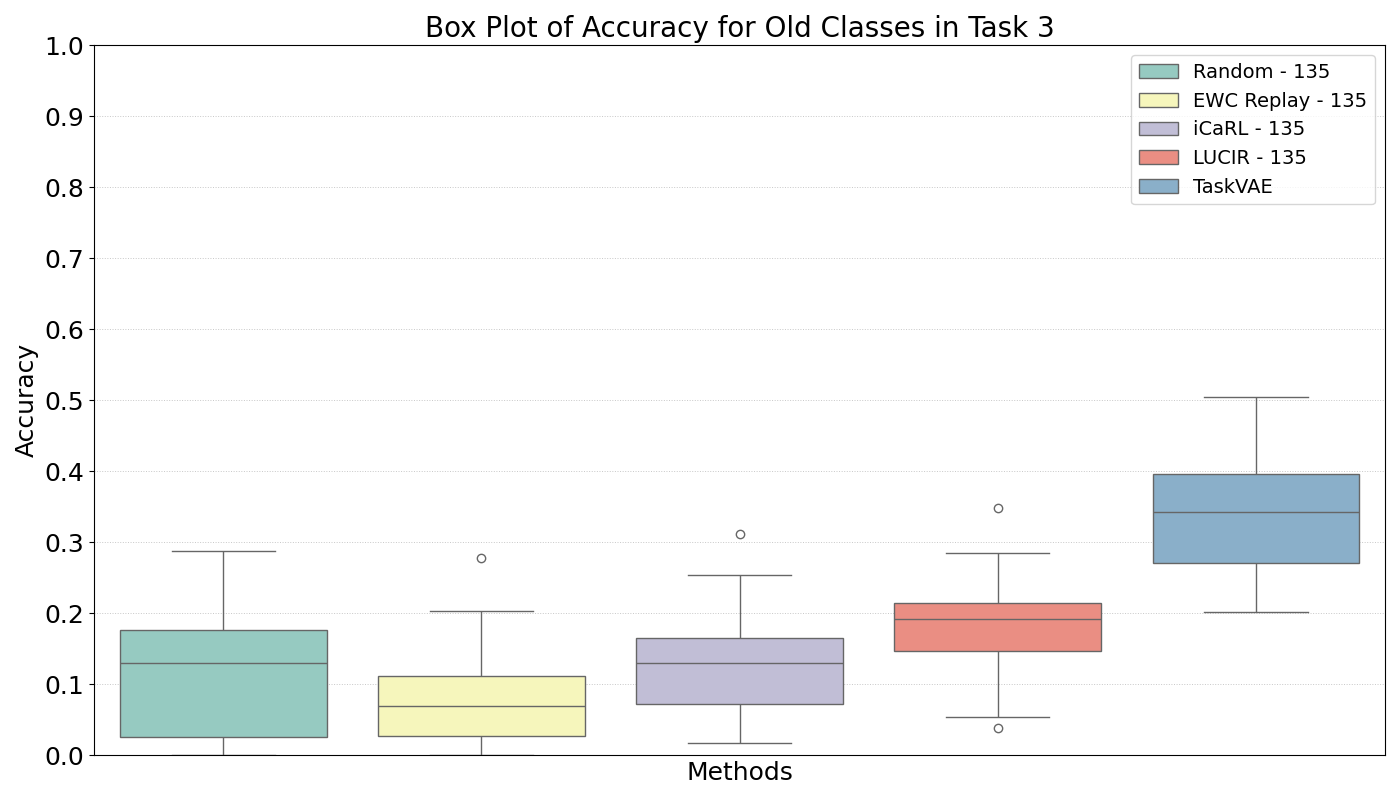 Box Plot of Accuracy for Old Classes in Task 3
1.0
0.9
0.8
0.7
0.6
0.5
0.4
0.3
0.2
0.1
0.0
Accuracy
Methods
Random - 135
EWC Replay - 135
iCaRL - 135
LUCIR - 135
TaskVAE